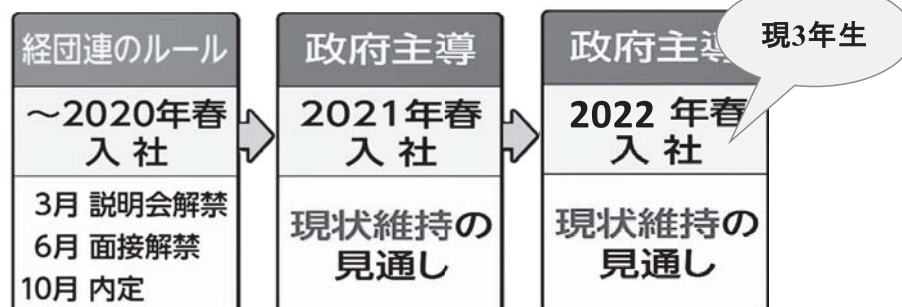 経団連のルール
～2020年春
入社
3月 説明会解禁
6月 面接解禁
10月 内定
政府主導
2021年春
入社
現状維持の
見通し
政府主導
2022 年春
入社
現状維持の
見通し
現3年生